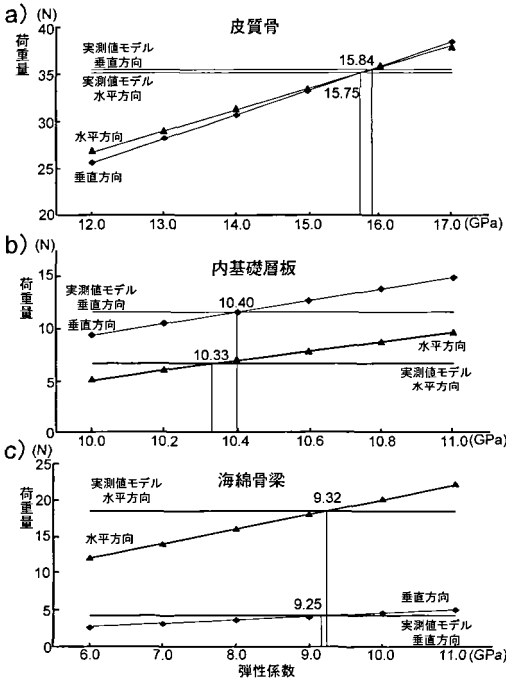 a) (N) 皮質骨
荷重量
40
35
30
25
20
実測値モデル
垂直方向
実測値モデル
水平方向
15.84
15.75
水平方向
垂直方向
12.0 13.0 14.0 15.0 16.0 17.0(GPa)
b) (N) 内基礎層板
荷重量
15
10
5
0
実測値モデル
垂直方向
垂直方向
10.40
10.33
水平方向
実測値モデル
水平方向
10.0 10.2 10.4 10.6 10.8 11.0(GPa)
c) (N) 海綿骨梁
荷重量
25
20
15
10
5
0
実測値モデル
水平方向
水平方向
9.32
9.25
垂直方向
実測値モデル
垂直方向
6.0 7.0 8.0 9.0 10.0 11.0(GPa)
弾性係数